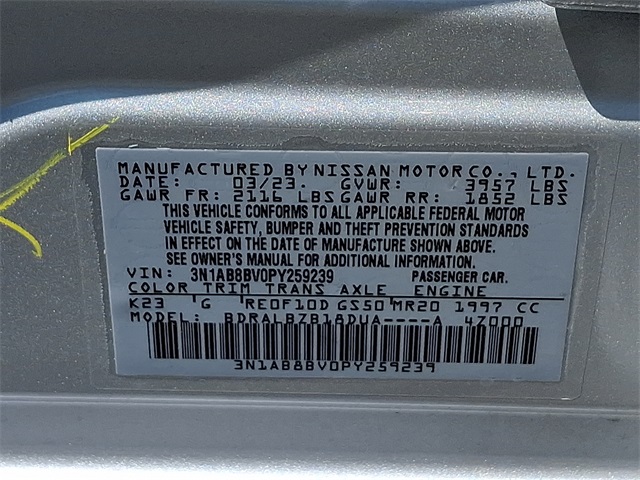 MANUFACTURED BY NISSAN MOTOR CO., LTD.
DATE: 03/23. GVWR: 3957 LBS
GAWR FR: 2116 LBS GAWR RR: 1852 LBS
THIS VEHICLE CONFORMS TO ALL APPLICABLE FEDERAL MOTOR
VEHICLE SAFETY, BUMPER AND THEFT PREVENTION STANDARDS
IN EFFECT ON THE DATE OF MANUFACTURE SHOWN ABOVE.
SEE OWNER'S MANUAL FOR ADDITIONAL INFORMATION.
VIN: 3N1AB8BV0PY259239 PASSENGER CAR.
COLOR TRIM TRANS AXLE ENGINE
K23 G RE0F10D GS50 MR20 1997 CC
MODEL: BDRALBZB18DUA----A 47000
3N1AB8BV0PY259239